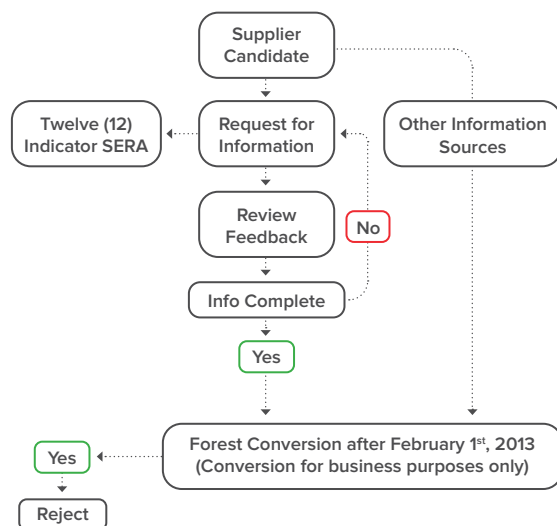 Supplier
Candidate
Twelve (12)
Indicator SERA
Request for
Information
Other Information
Sources
Review
Feedback
No
Info Complete
Yes
Forest Conversion after February 1st, 2013
(Conversion for business purposes only)
Yes
Reject